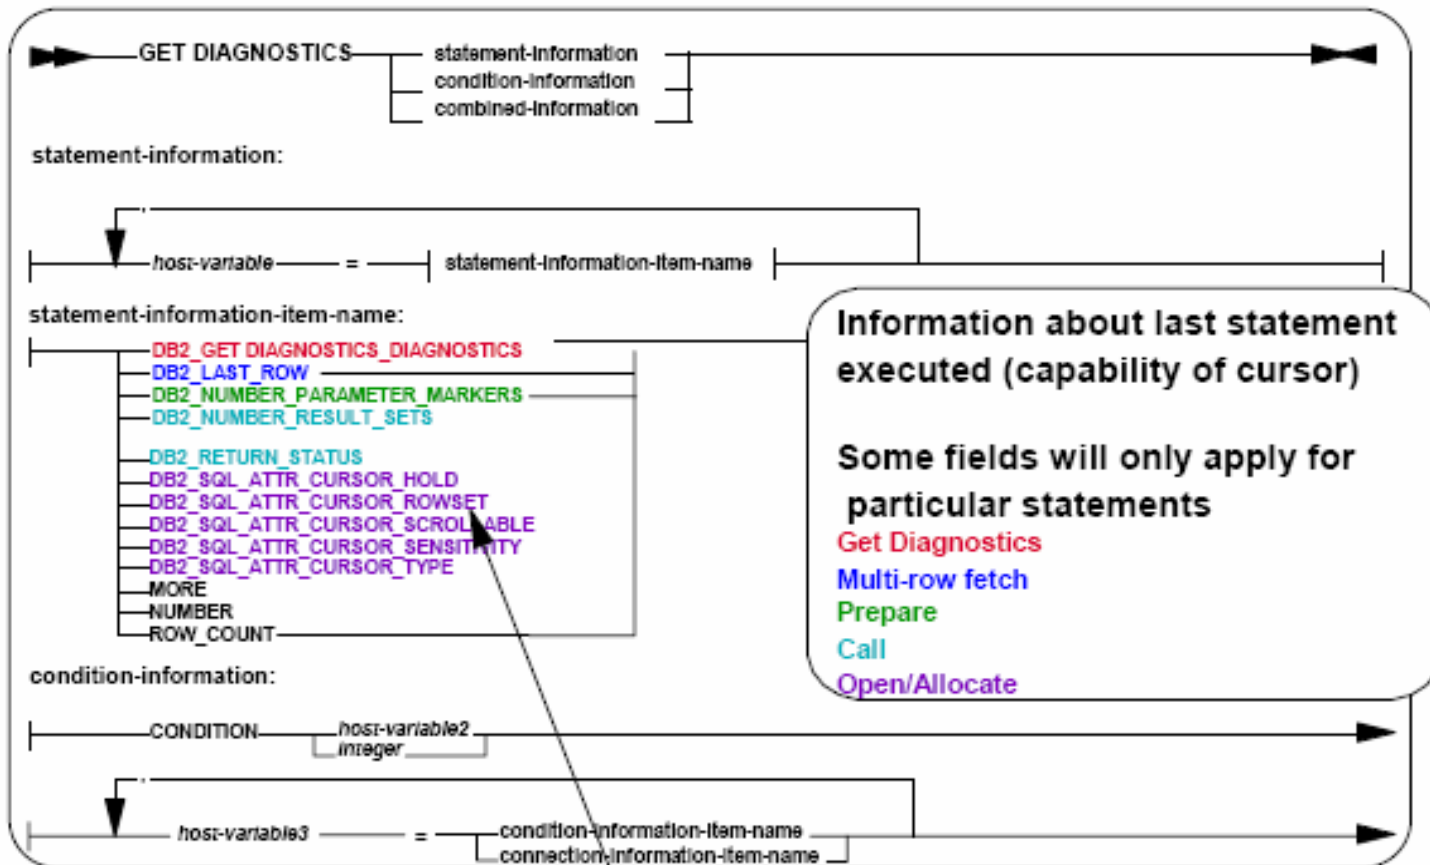 GET DIAGNOSTICS
statement-information
condition-information
combined-information
statement-information:
,
host-variable = statement-information-item-name
statement-information-item-name:
DB2_GET DIAGNOSTICS_DIAGNOSTICS
DB2_LAST_ROW
DB2_NUMBER_PARAMETER_MARKERS
DB2_NUMBER_RESULT_SETS
DB2_RETURN_STATUS
DB2_SQL_ATTR_CURSOR_HOLD
DB2_SQL_ATTR_CURSOR_ROWSET
DB2_SQL_ATTR_CURSOR_SCROLLABLE
DB2_SQL_ATTR_CURSOR_SENSITIVITY
DB2_SQL_ATTR_CURSOR_TYPE
MORE
NUMBER
ROW_COUNT
Information about last statement
executed (capability of cursor)
Some fields will only apply for
particular statements
Get Diagnostics
Multi-row fetch
Prepare
Call
Open/Allocate
condition-information:
CONDITION host-variable2
integer
,
host-variable3 = condition-information-item-name
connection-information-item-name